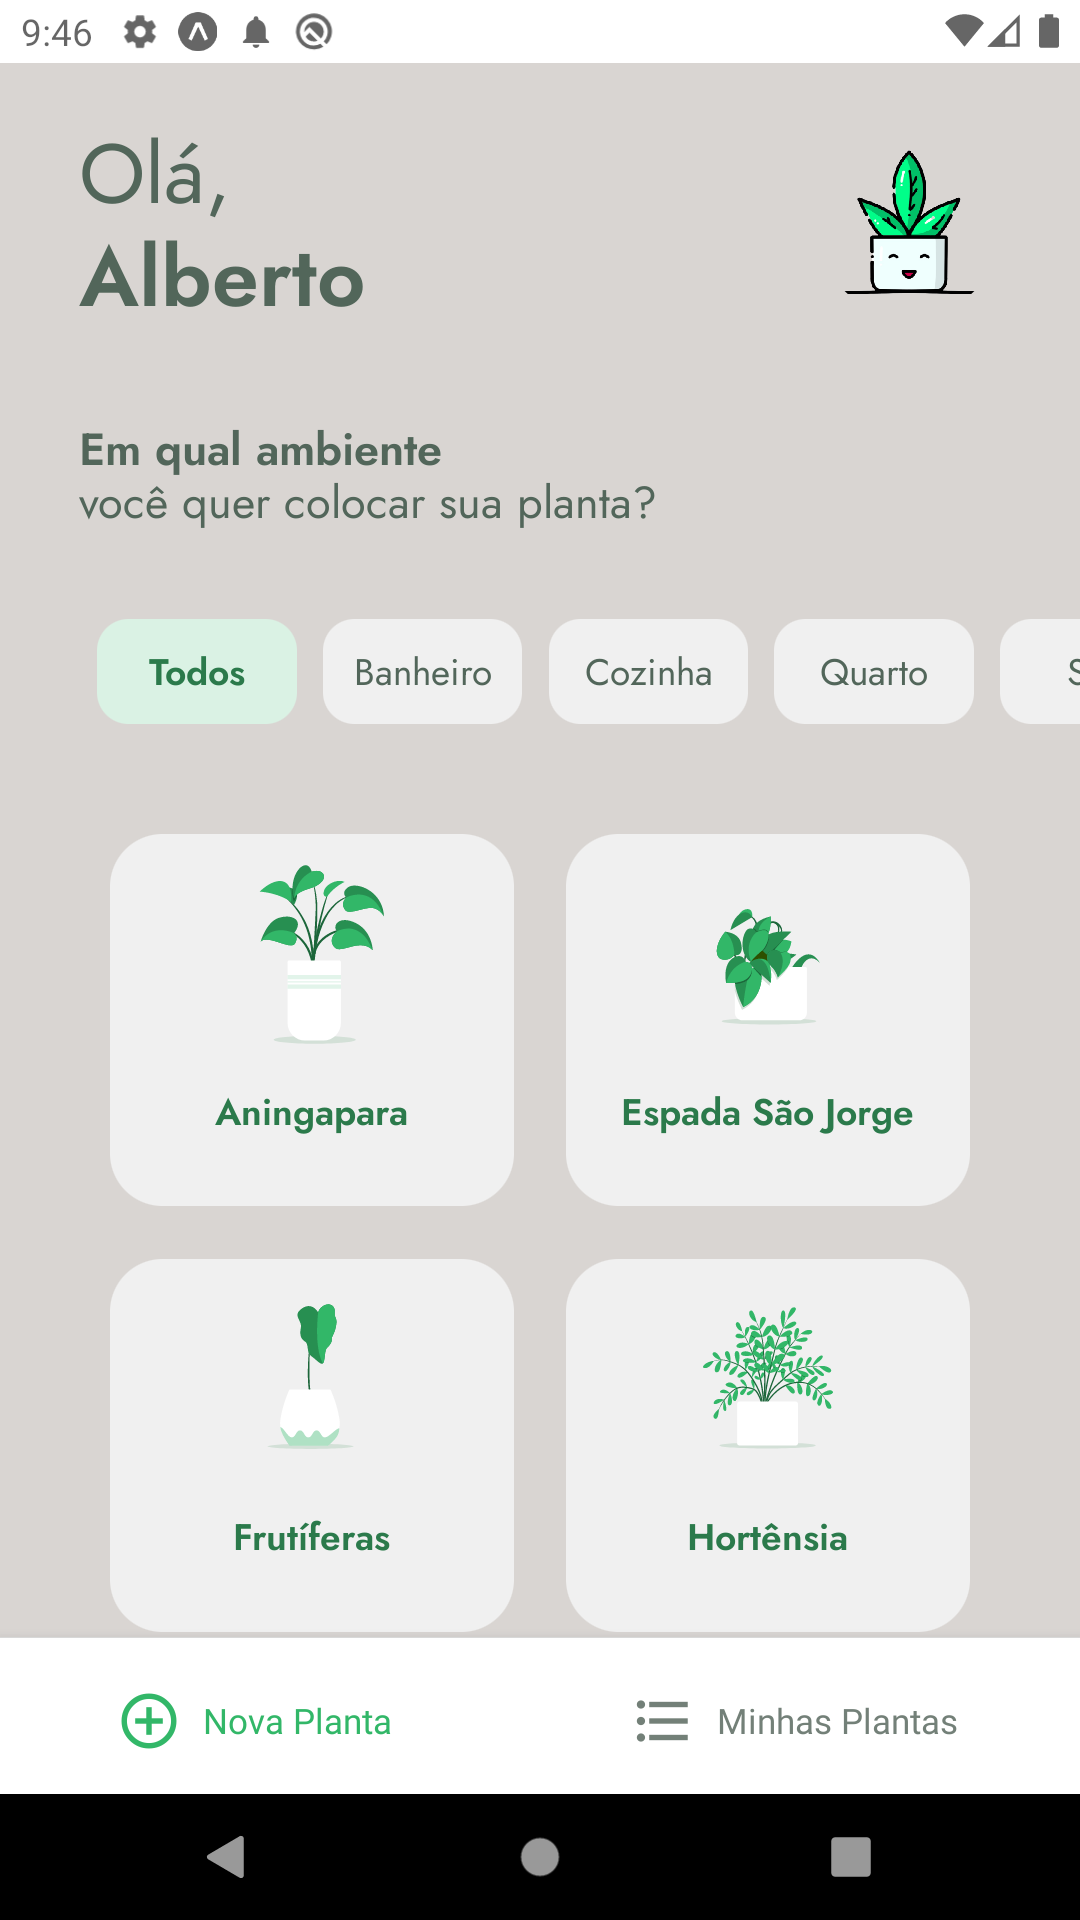 9:46
Olá,
Alberto
Em qual ambiente
você quer colocar sua planta?
Todos Banheiro Cozinha Quarto S
Aningapara Espada São Jorge
Frutíferas Hortênsia
Nova Planta Minhas Plantas